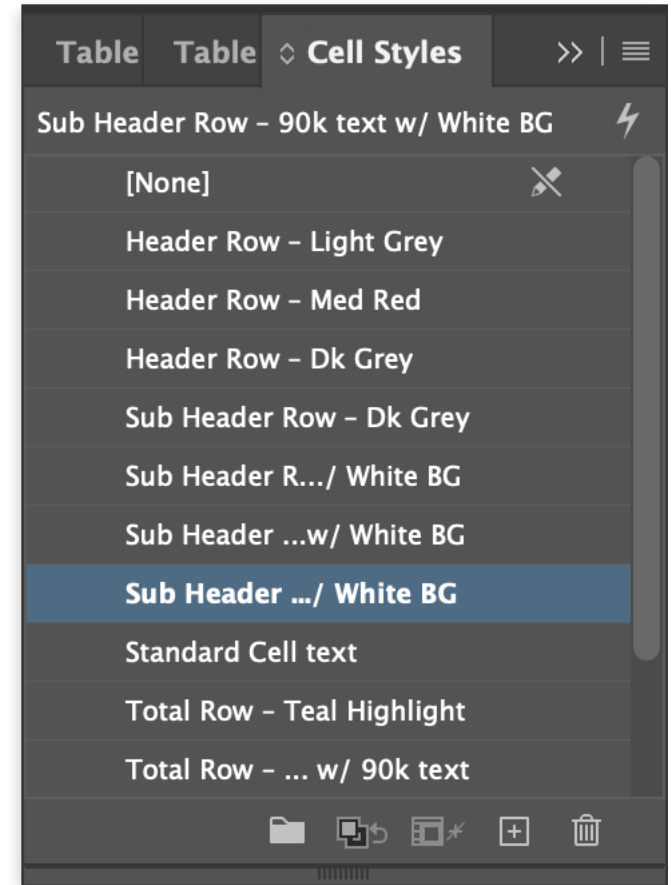 Table Table Cell Styles
Sub Header Row – 90k text w/ White BG
[None]
Header Row – Light Grey
Header Row – Med Red
Header Row – Dk Grey
Sub Header Row – Dk Grey
Sub Header R.../ White BG
Sub Header ...w/ White BG
Sub Header .../ White BG
Standard Cell text
Total Row – Teal Highlight
Total Row – ... w/ 90k text